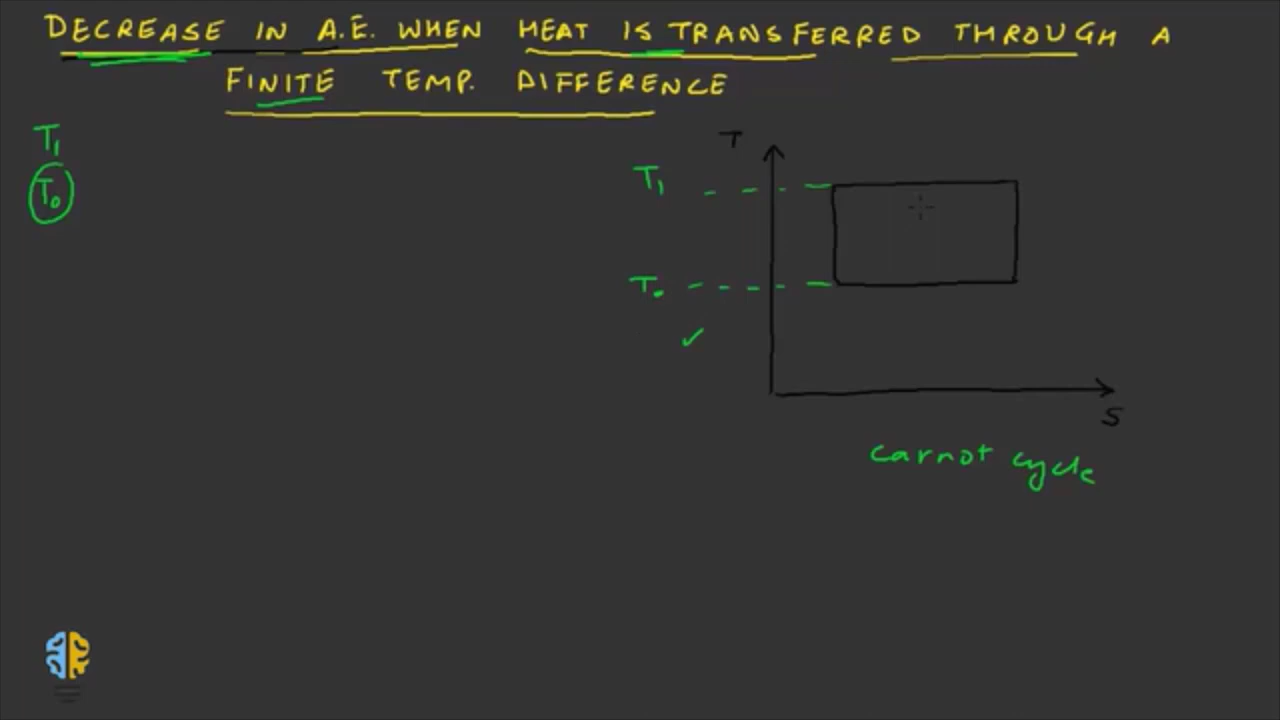 DECREASE IN A.E. WHEN HEAT IS TRANSFERRED THROUGH A
FINITE TEMP. DIFFERENCE
T₁
T₀
T
T₁
T₀
S
carnot cycle